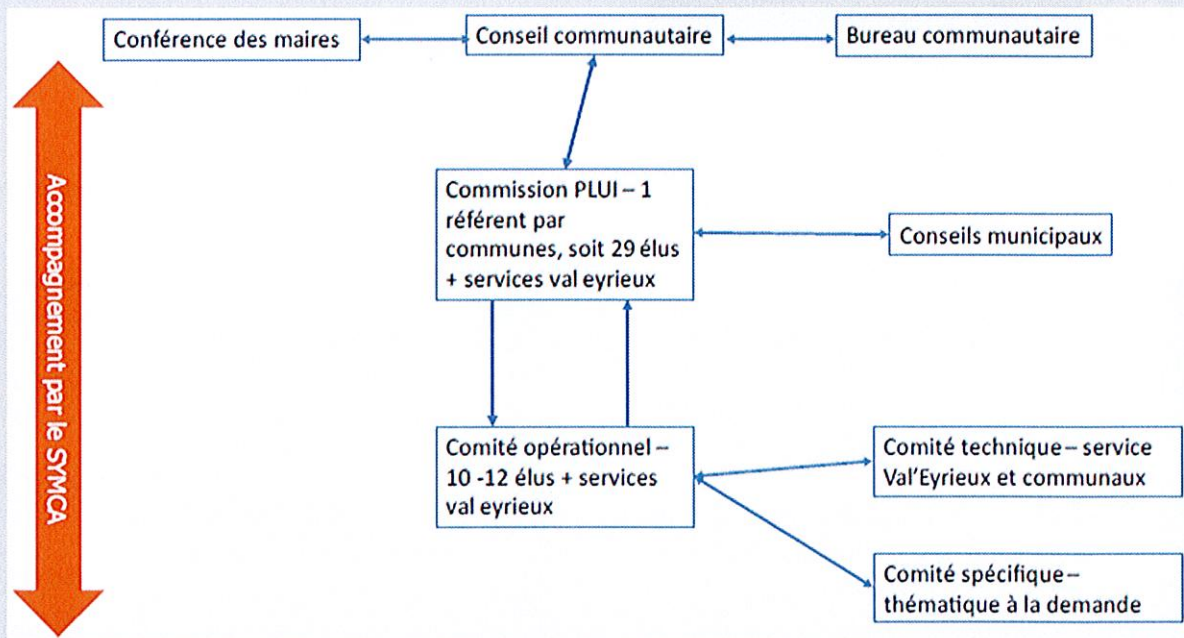 Conférence des maires
Conseil communautaire
Bureau communautaire
Accompagnement par le SYMCA
Commission PLUI – 1
référent par
communes, soit 29 élus
+ services val eyrieux
Conseils municipaux
Comité opérationnel –
10 -12 élus + services
val eyrieux
Comité technique – service
Val'Eyrieux et communaux
Comité spécifique –
thématique à la demande